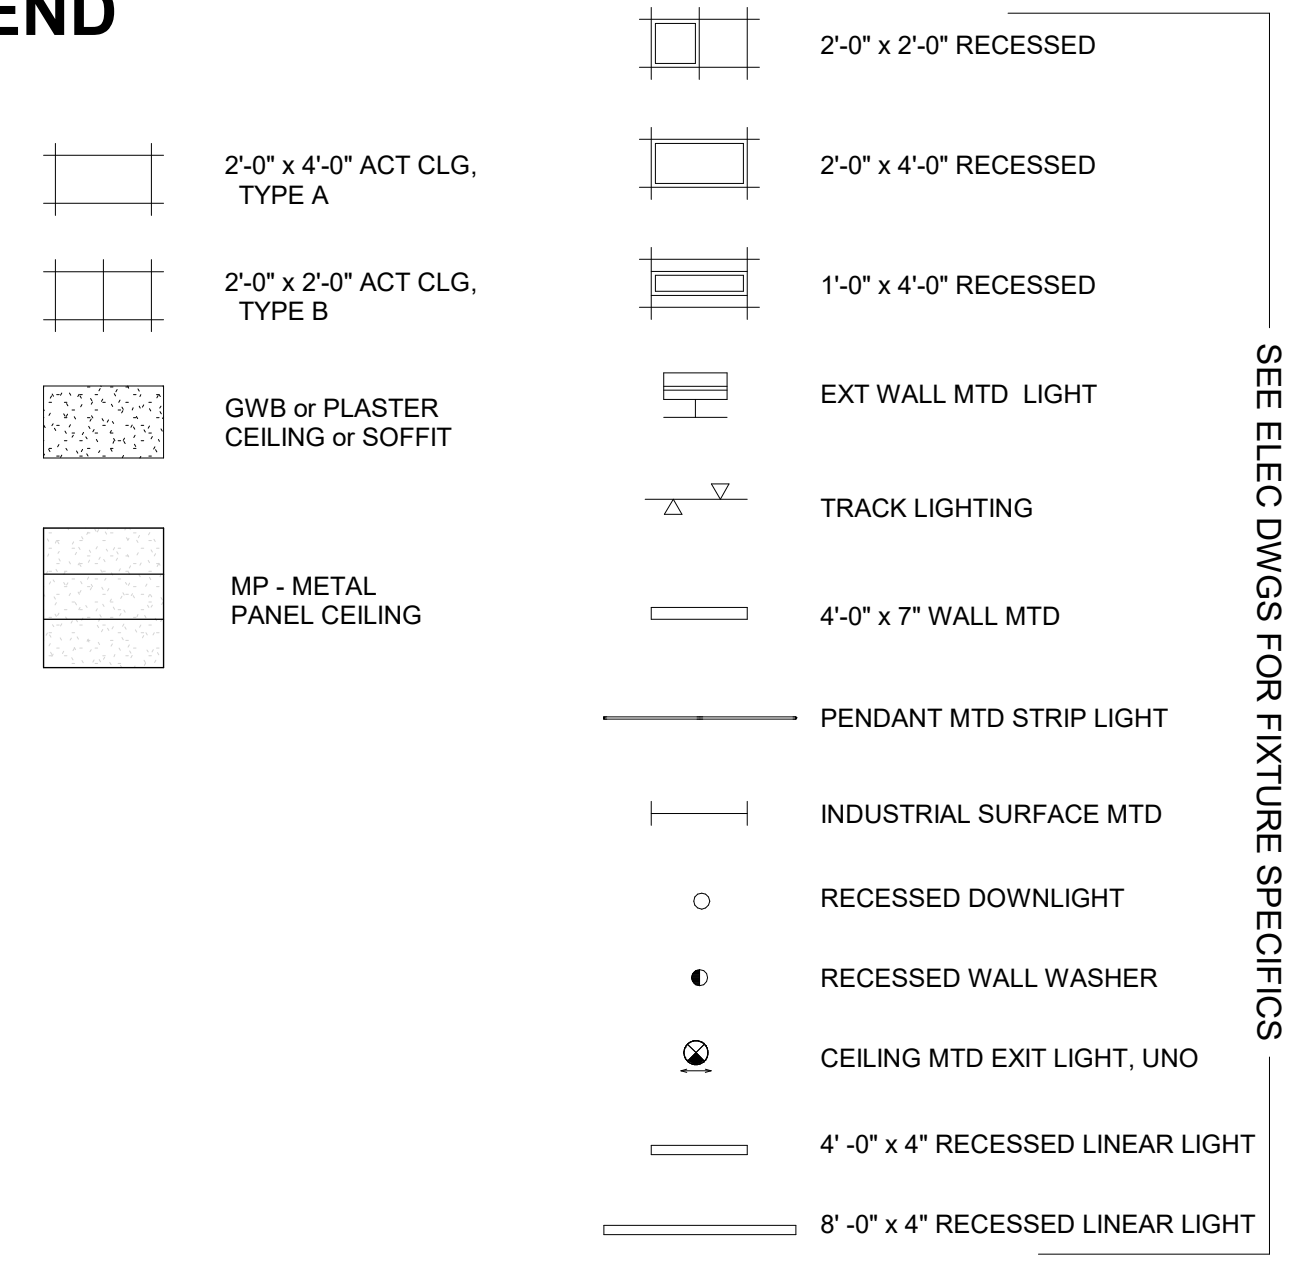 END
2'-0" x 4'-0" ACT CLG,
TYPE A
2'-0" x 2'-0" ACT CLG,
TYPE B
GWB or PLASTER
CEILING or SOFFIT
MP - METAL
PANEL CEILING
2'-0" x 2'-0" RECESSED
2'-0" x 4'-0" RECESSED
1'-0" x 4'-0" RECESSED
EXT WALL MTD  LIGHT
TRACK LIGHTING
4'-0" x 7" WALL MTD
PENDANT MTD STRIP LIGHT
INDUSTRIAL SURFACE MTD
RECESSED DOWNLIGHT
RECESSED WALL WASHER
CEILING MTD EXIT LIGHT, UNO
4' -0" x 4" RECESSED LINEAR LIGHT
8' -0" x 4" RECESSED LINEAR LIGHT
SEE ELEC DWGS FOR FIXTURE SPECIFICS